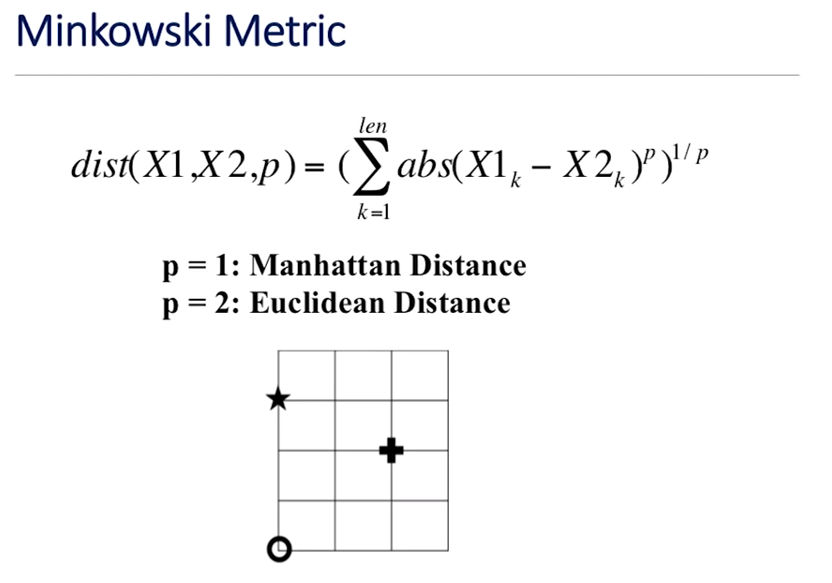 Minkowski Metric
dist(X1,X2,p) = (∑_{k=1}^{len} abs(X1_k − X2_k)^p)^{1/p}
p = 1: Manhattan Distance
p = 2: Euclidean Distance